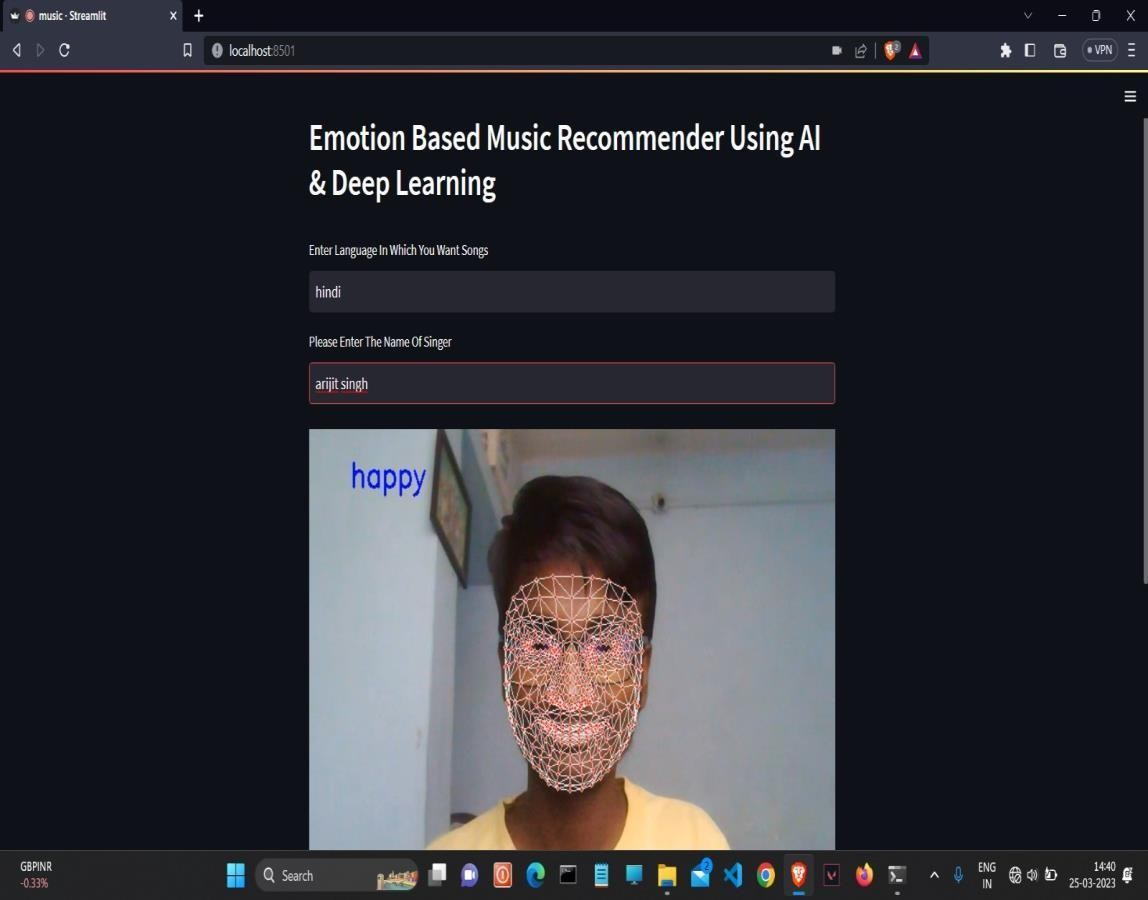 music · Streamlit
localhost:8501
2
VPN
Emotion Based Music Recommender Using AI
& Deep Learning
Enter Language In Which You Want Songs
hindi
Please Enter The Name Of Singer
arijit singh
happy
GBPINR
-0.33%
Search
2
ENG
IN
14:40
25-03-2023